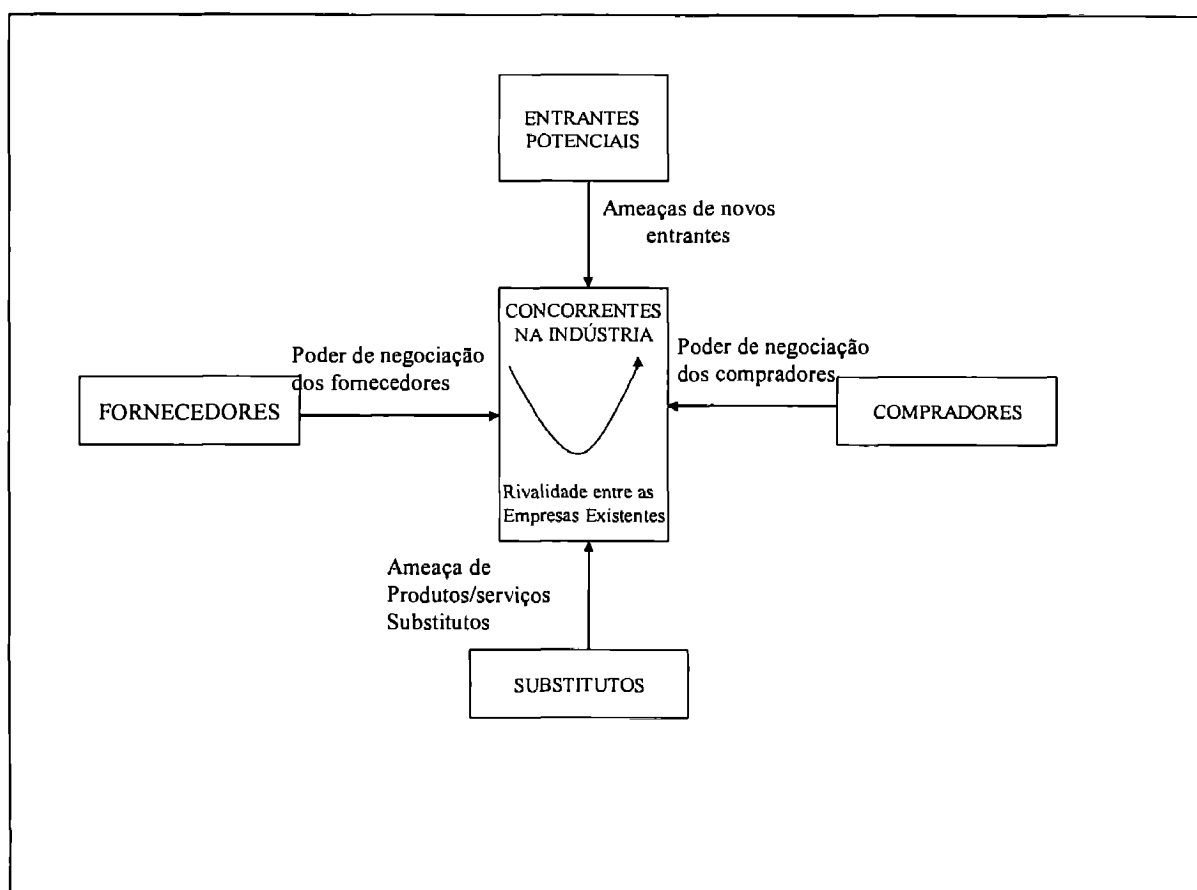 ENTRANTES
POTENCIAIS
Ameaças de novos
entrantes
CONCORRENTES
NA INDÚSTRIA
Poder de negociação
dos fornecedores
Poder de negociação
dos compradores
FORNECEDORES
COMPRADORES
Rivalidade entre as
Empresas Existentes
Ameaça de
Produtos/serviços
Substitutos
SUBSTITUTOS